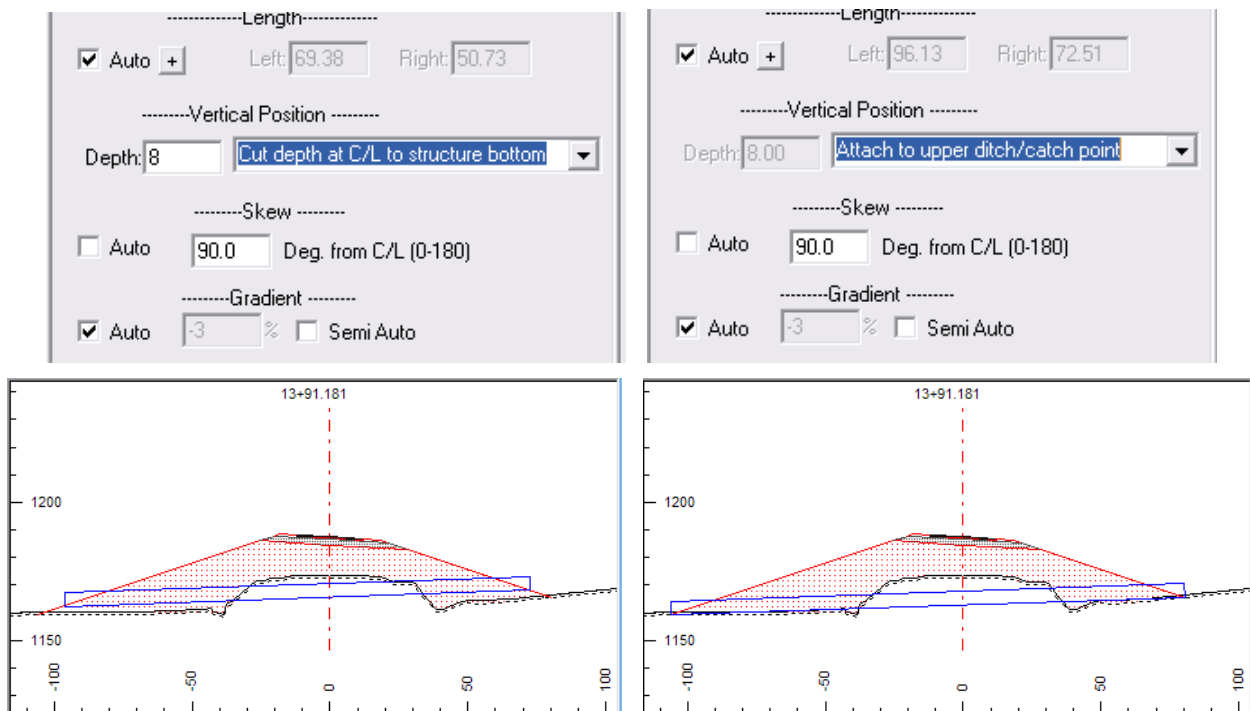 ---------------Length---------------
Auto + Left: 69.38 Right: 50.73
---------Vertical Position ---------
Depth: 8 Cut depth at C/L to structure bottom
---------Skew ---------
Auto 90.0 Deg. from C/L (0-180)
---------Gradient ---------
Auto -3 % Semi Auto
---------------Length---------------
Auto + Left: 96.13 Right: 72.51
---------Vertical Position ---------
Depth: 8.00 Attach to upper ditch/catch point
---------Skew ---------
Auto 90.0 Deg. from C/L (0-180)
---------Gradient ---------
Auto -3 % Semi Auto
13+91.181
1200
1150
-100 -50 0 50 100
13+91.181
1200
1150
-100 -50 0 50 100